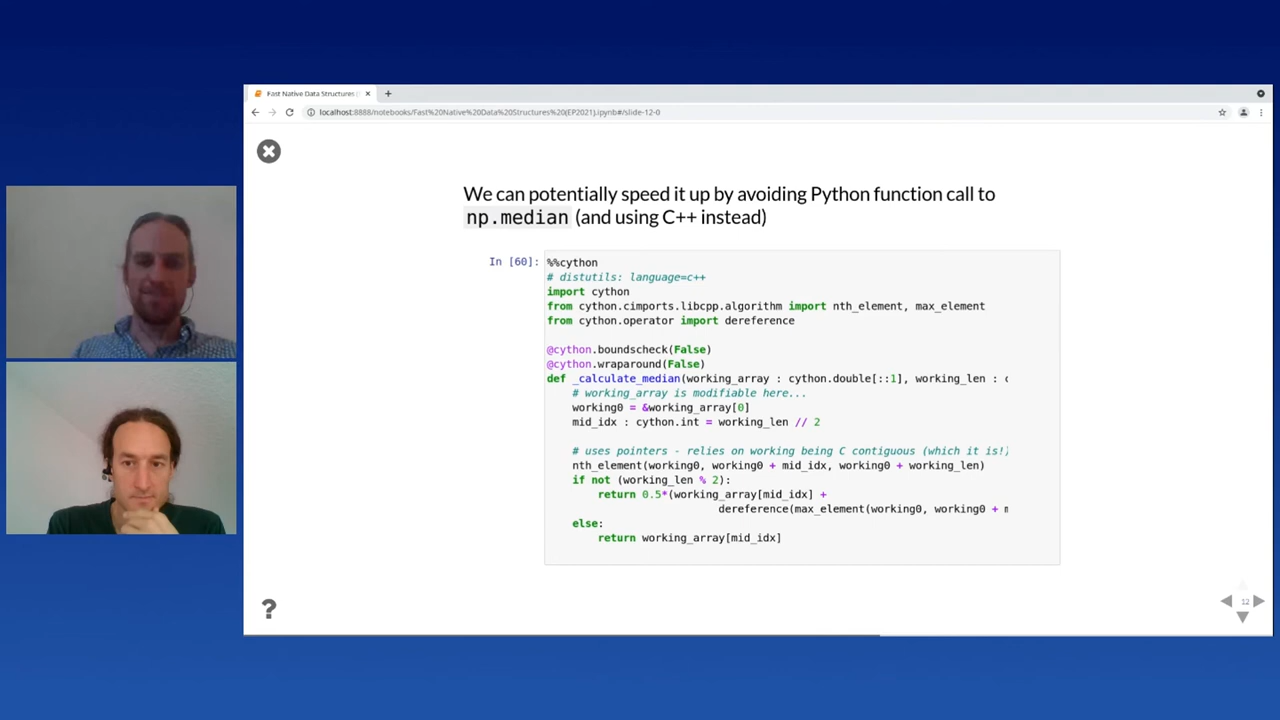 Fast Native Data Structures (
localhost:8888/notebooks/Fast%20Native%20Data%20Structures%20(EP2021).ipynb#/slide-12-0
We can potentially speed it up by avoiding Python function call to
np.median (and using C++ instead)
In [60]:
%%cython
# distutils: language=c++
import cython
from cython.cimports.libcpp.algorithm import nth_element, max_element
from cython.operator import dereference
@cython.boundscheck(False)
@cython.wraparound(False)
def _calculate_median(working_array : cython.double[::1], working_len : c
# working_array is modifiable here...
working0 = &working_array[0]
mid_idx : cython.int = working_len // 2
# uses pointers - relies on working being C contiguous (which it is!)
nth_element(working0, working0 + mid_idx, working0 + working_len)
if not (working_len % 2):
return 0.5*(working_array[mid_idx] +
dereference(max_element(working0, working0 + m
else:
return working_array[mid_idx]
?
12